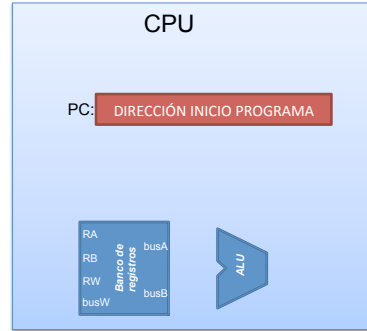 CPU
PC: DIRECCIÓN INICIO PROGRAMA
RA
RB
RW
busW
Banco de
registros
busA
busB
ALU